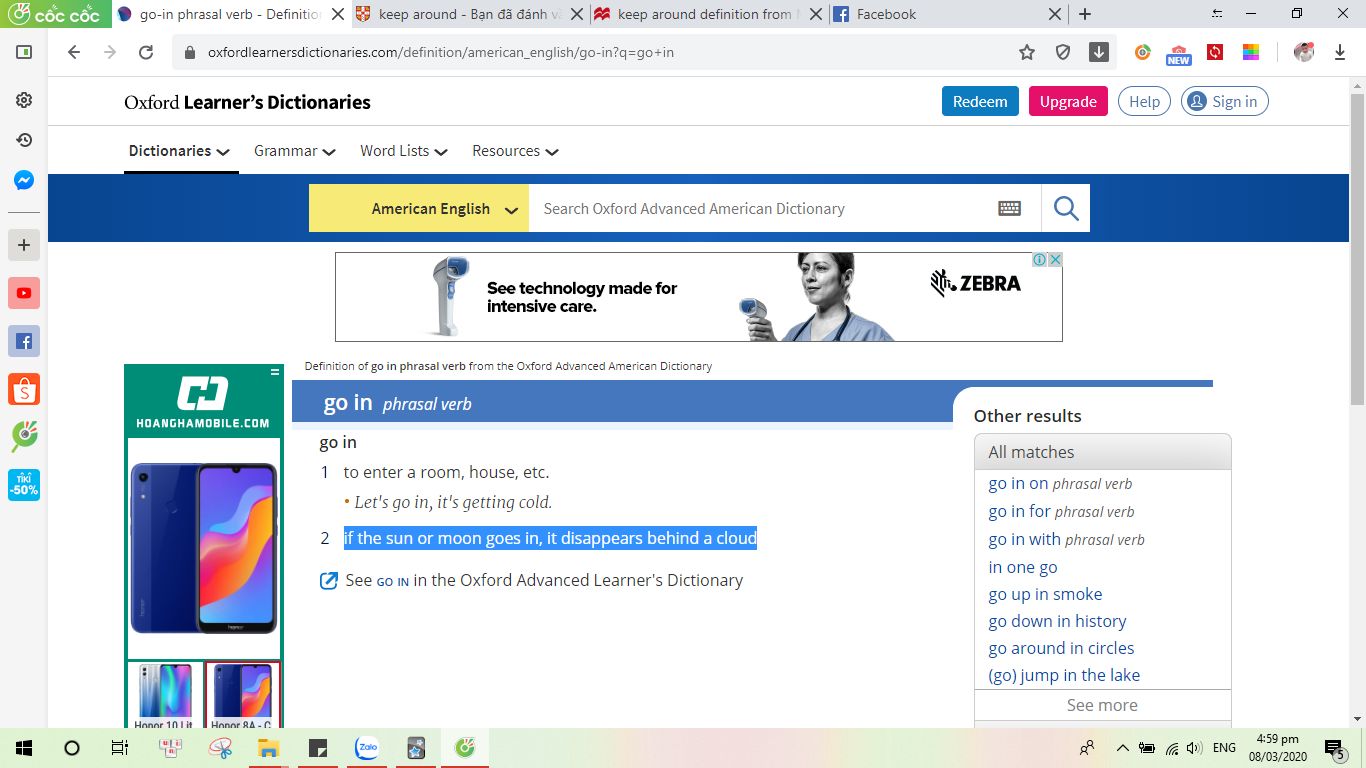 cốc cốc
go-in phrasal verb - Definition
keep around - Bạn đã đánh v
keep around definition from M
Facebook
oxfordlearnersdictionaries.com/definition/american_english/go-in?q=go+in
NEW
Oxford Learner's Dictionaries
Redeem
Upgrade
Help
Sign in
Dictionaries
Grammar
Word Lists
Resources
American English
Search Oxford Advanced American Dictionary
See technology made for
intensive care.
ZEBRA
Definition of go in phrasal verb from the Oxford Advanced American Dictionary
HOANGHAMOBILE.COM
honor
honor
Honor 10 Lit
Honor 8A - C
go in phrasal verb
go in
1 to enter a room, house, etc.
• Let's go in, it's getting cold.
2 if the sun or moon goes in, it disappears behind a cloud
See GO IN in the Oxford Advanced Learner's Dictionary
Other results
All matches
go in on phrasal verb
go in for phrasal verb
go in with phrasal verb
in one go
go up in smoke
go down in history
go around in circles
(go) jump in the lake
See more
TIKI
-50%
Zalo
ENG
4:59 pm
08/03/2020
5